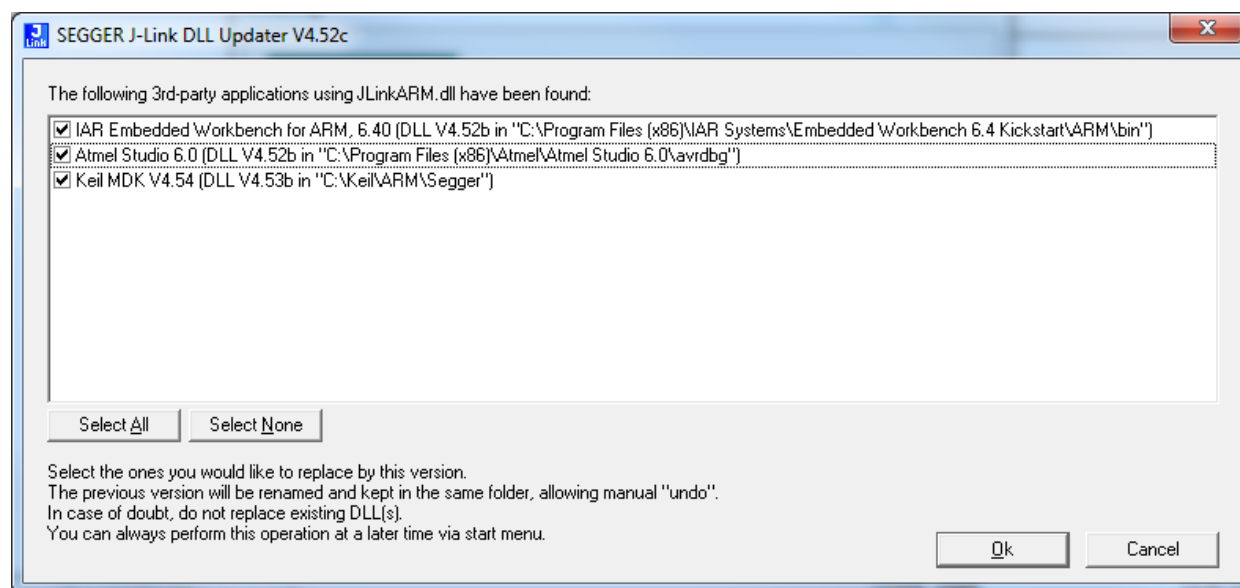 J
Link
SEGGER J-Link DLL Updater V4.52c
The following 3rd-party applications using JLinkARM.dll have been found:
IAR Embedded Workbench for ARM, 6.40 (DLL V4.52b in "C:\Program Files (x86)\IAR Systems\Embedded Workbench 6.4 Kickstart\ARM\bin")
Atmel Studio 6.0 (DLL V4.52b in "C:\Program Files (x86)\Atmel\Atmel Studio 6.0\avrdbg")
Keil MDK V4.54 (DLL V4.53b in "C:\Keil\ARM\Segger")
Select All
Select None
Select the ones you would like to replace by this version.
The previous version will be renamed and kept in the same folder, allowing manual "undo".
In case of doubt, do not replace existing DLL(s).
You can always perform this operation at a later time via start menu.
Ok
Cancel